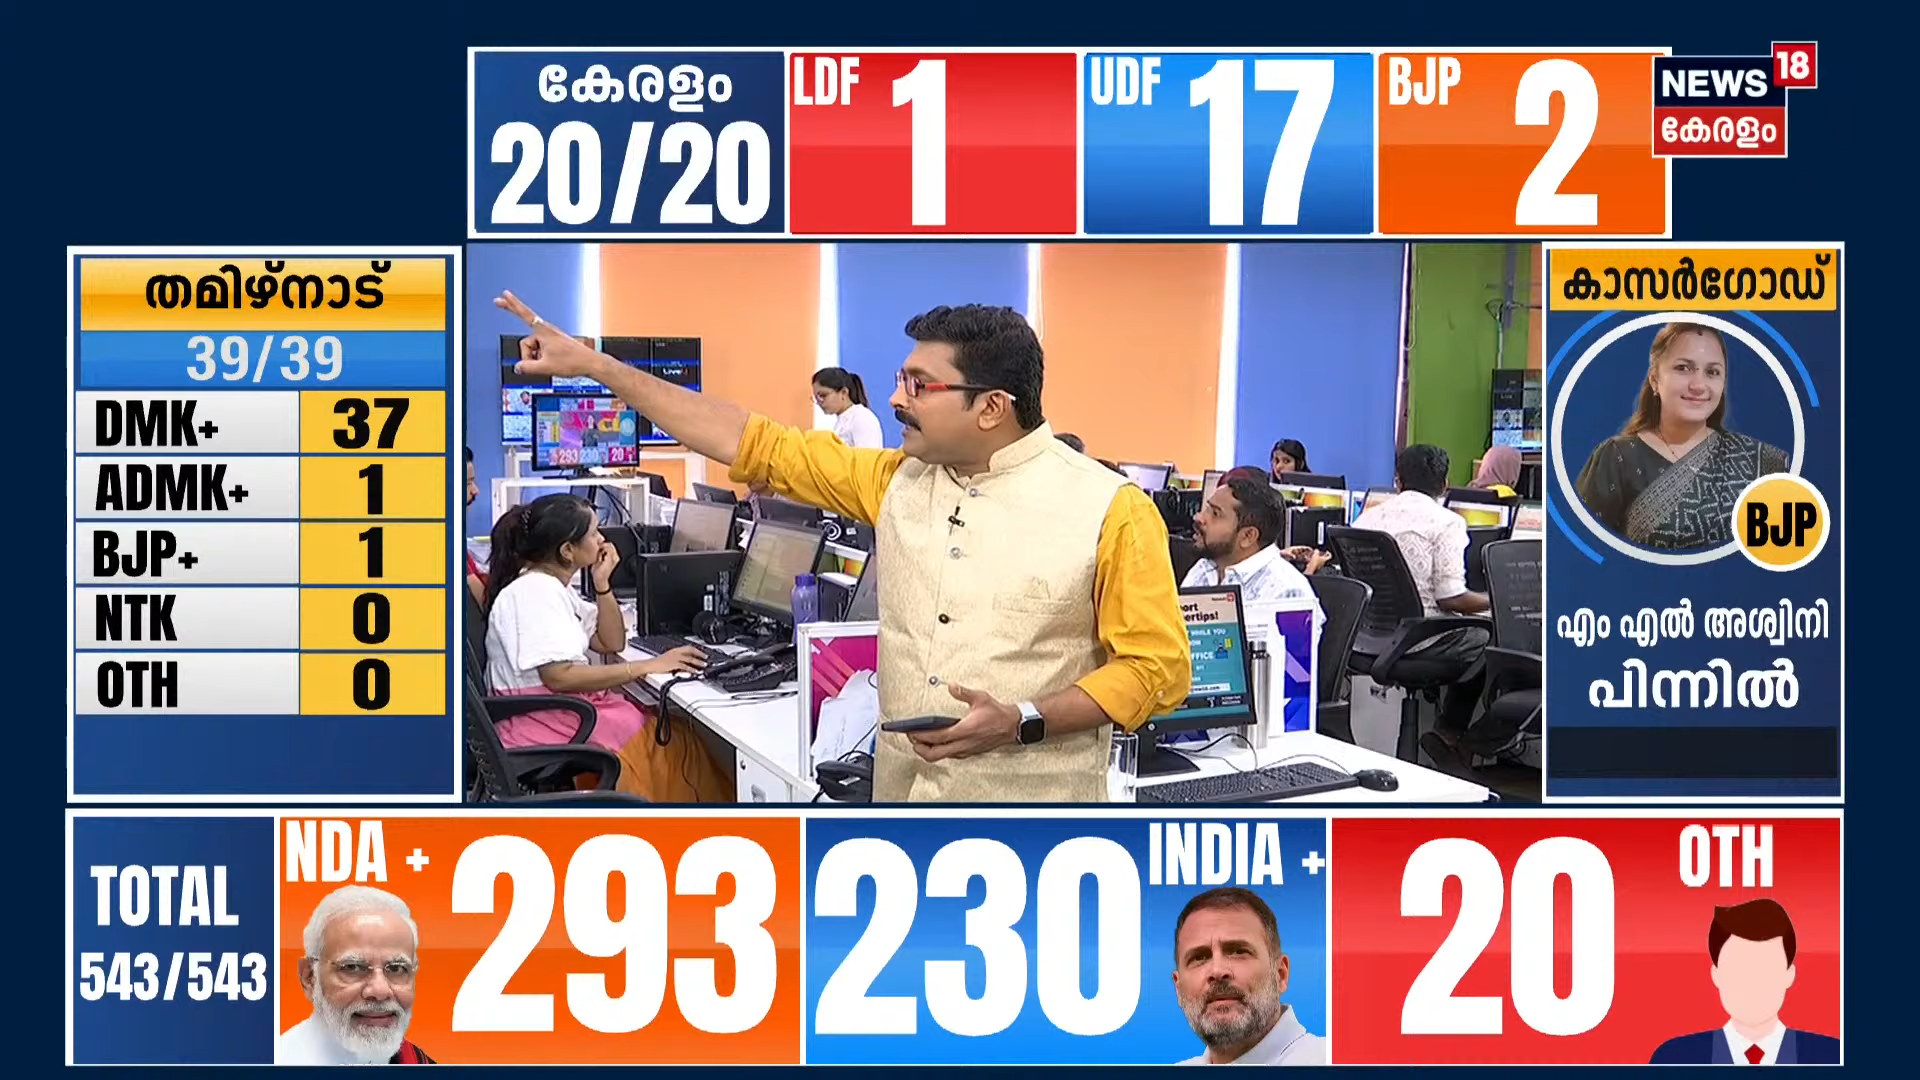 കേരളം
20/20
LDF 1
UDF 17
BJP 2
NEWS 18
കേരളം
തമിഴ്നാട്
39/39
DMK+ 37
ADMK+ 1
BJP+ 1
NTK 0
OTH 0
കാസർഗോഡ്
BJP
എം എൽ അശ്വിനി
പിന്നിൽ
TOTAL
543/543
NDA + 293
230 INDIA +
20 OTH